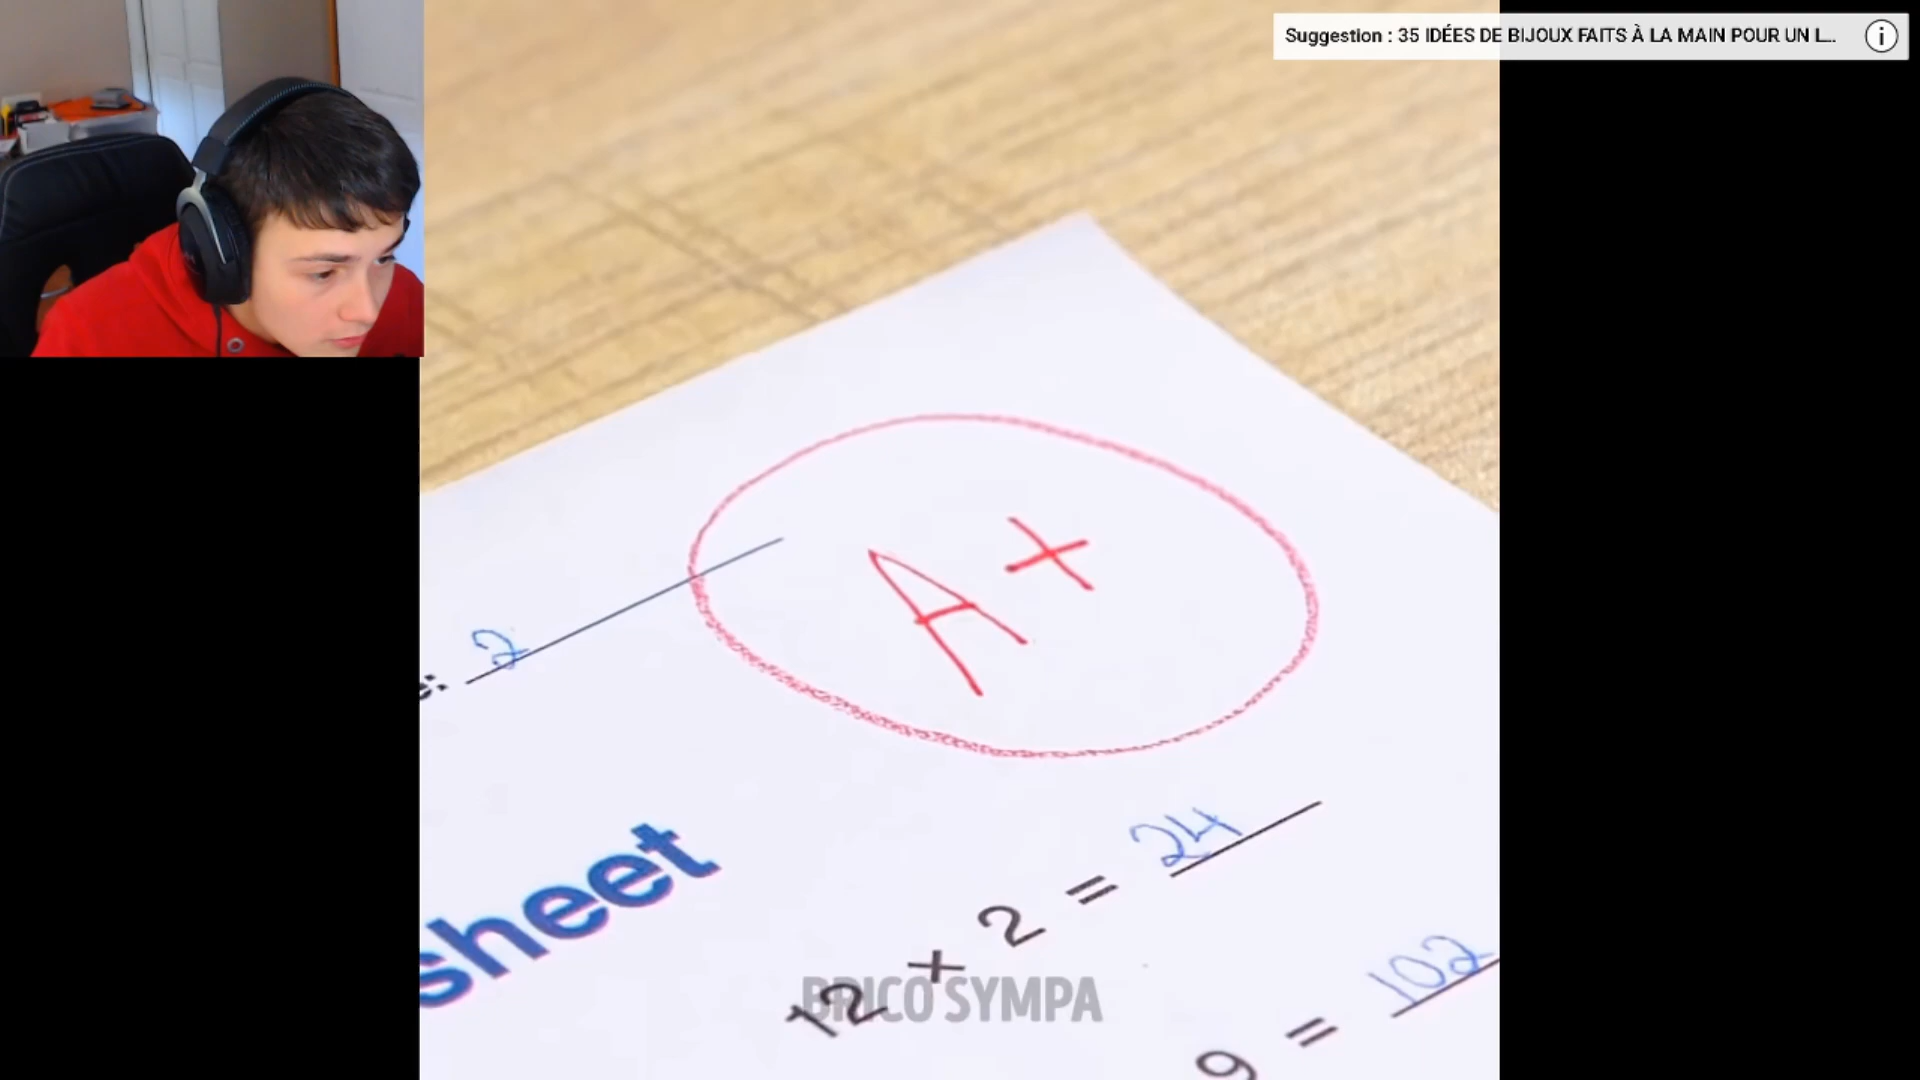 Suggestion : 35 IDÉES DE BIJOUX FAITS À LA MAIN POUR UN L...
A+
e: 2
sheet
12 x 2 = 24
9 = 102
BRICO SYMPA